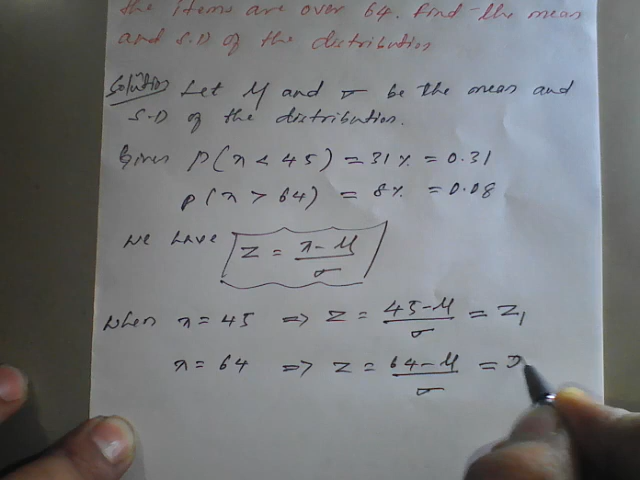 the items are over 64. Find the mean
and S.D of the distribution
Solution Let μ and σ be the mean and
S.D of the distribution.
Given P(x < 45) = 31% = 0.31
P(x > 64) = 8% = 0.08
We have Z = (x-μ)/σ
When x = 45 ⇒ Z = (45-μ)/σ = Z₁
x = 64 ⇒ Z = (64-μ)/σ =